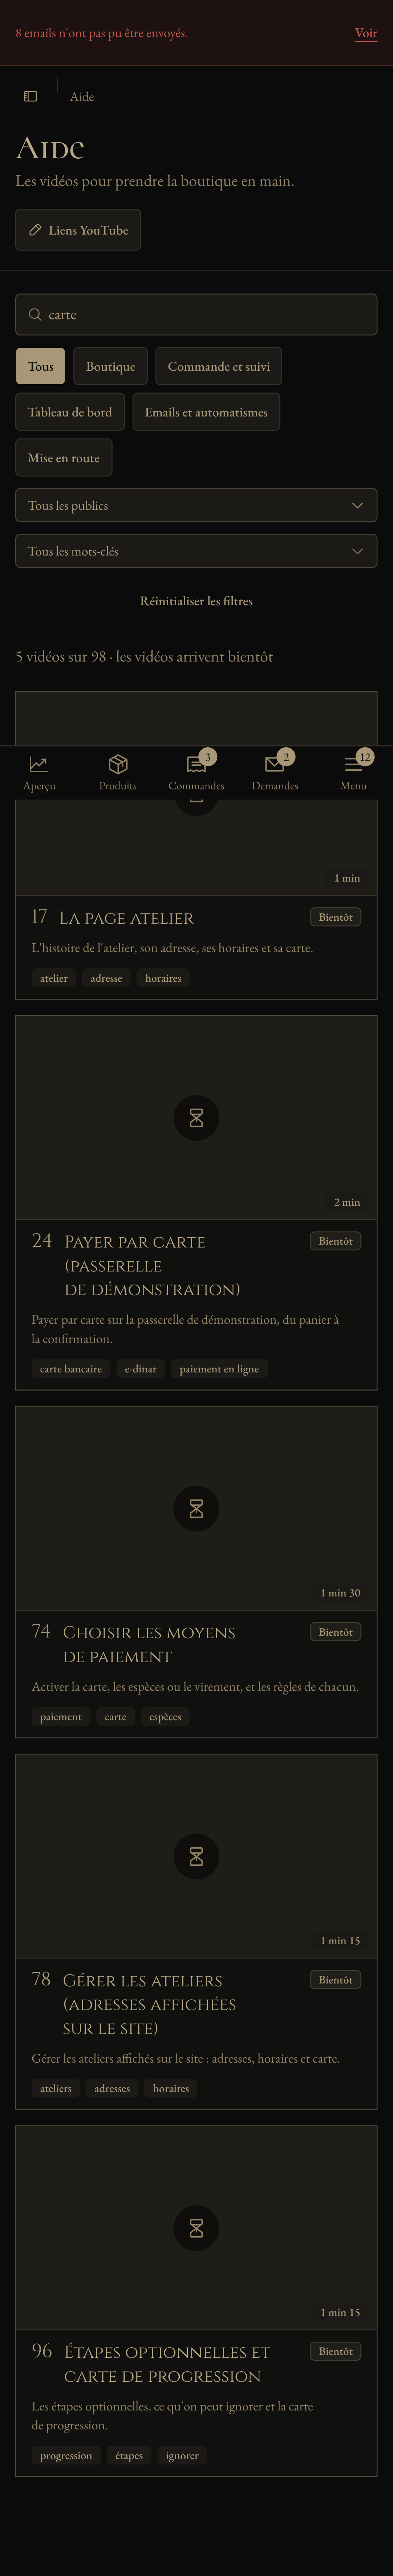 8 emails n'ont pas pu être envoyés.
Voir
Aide
Aide
Les vidéos pour prendre la boutique en main.
Liens YouTube
carte
Tous
Boutique
Commande et suivi
Tableau de bord
Emails et automatismes
Mise en route
Tous les publics
Tous les mots-clés
Réinitialiser les filtres
5 vidéos sur 98 · les vidéos arrivent bientôt
3
2
12
Aperçu
Produits
Commandes
Demandes
Menu
1 min
17 La page atelier
Bientôt
L'histoire de l'atelier, son adresse, ses horaires et sa carte.
atelier
adresse
horaires
2 min
24 Payer par carte
(passerelle
de démonstration)
Bientôt
Payer par carte sur la passerelle de démonstration, du panier à
la confirmation.
carte bancaire
e-dinar
paiement en ligne
1 min 30
74 Choisir les moyens
de paiement
Bientôt
Activer la carte, les espèces ou le virement, et les règles de chacun.
paiement
carte
espèces
1 min 15
78 Gérer les ateliers
(adresses affichées
sur le site)
Bientôt
Gérer les ateliers affichés sur le site : adresses, horaires et carte.
ateliers
adresses
horaires
1 min 15
96 Étapes optionnelles et
carte de progression
Bientôt
Les étapes optionnelles, ce qu'on peut ignorer et la carte
de progression.
progression
étapes
ignorer